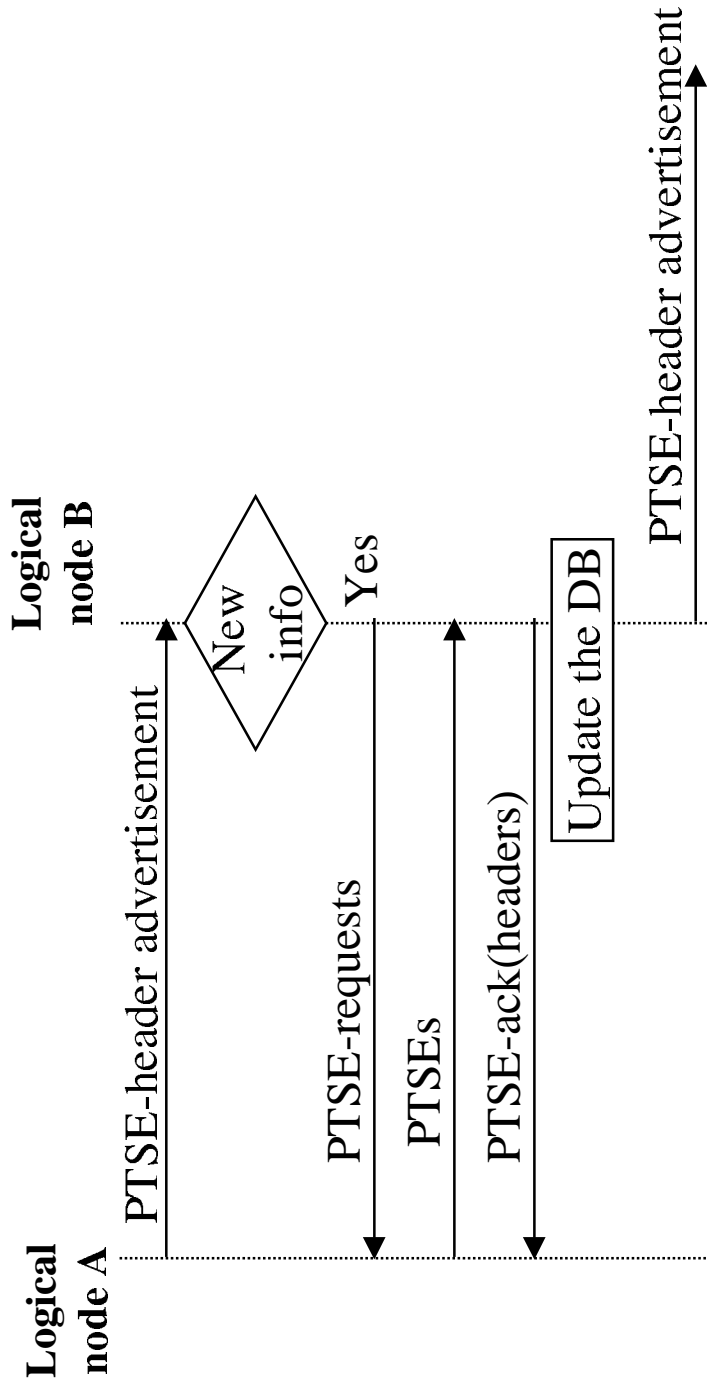 Logical
node A
Logical
node B
PTSE-header advertisement
New
info
Yes
PTSE-requests
PTSEs
PTSE-ack(headers)
Update the DB
PTSE-header advertisement